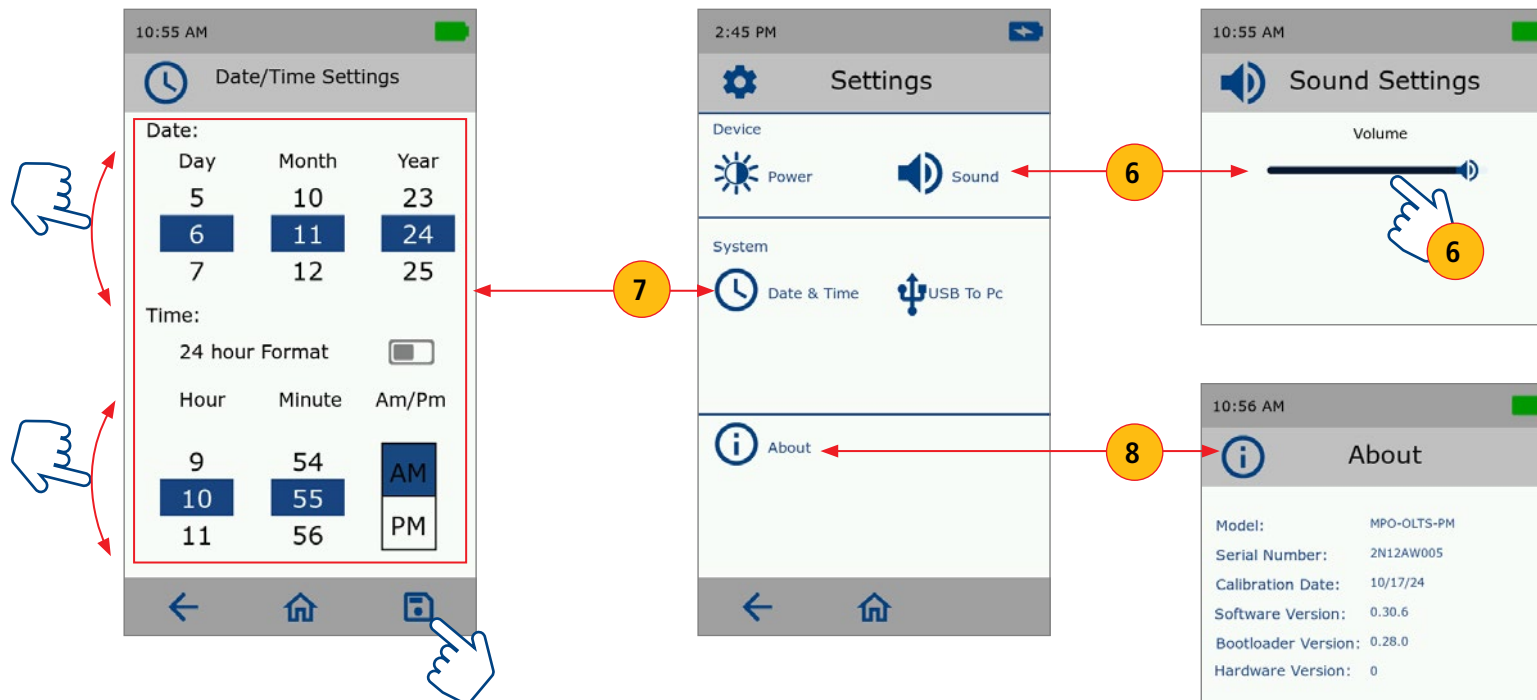 10:55 AM
Date/Time Settings
Date:
Day Month Year
5 10 23
6 11 24
7 12 25
Time:
24 hour Format
Hour Minute Am/Pm
9 54
10 55
11 56
AM
PM
7
2:45 PM
Settings
Device
Power Sound
System
Date & Time USB To Pc
About
6
8
10:55 AM
Sound Settings
Volume
6
10:56 AM
About
Model: MPO-OLTS-PM
Serial Number: 2N12AW005
Calibration Date: 10/17/24
Software Version: 0.30.6
Bootloader Version: 0.28.0
Hardware Version: 0